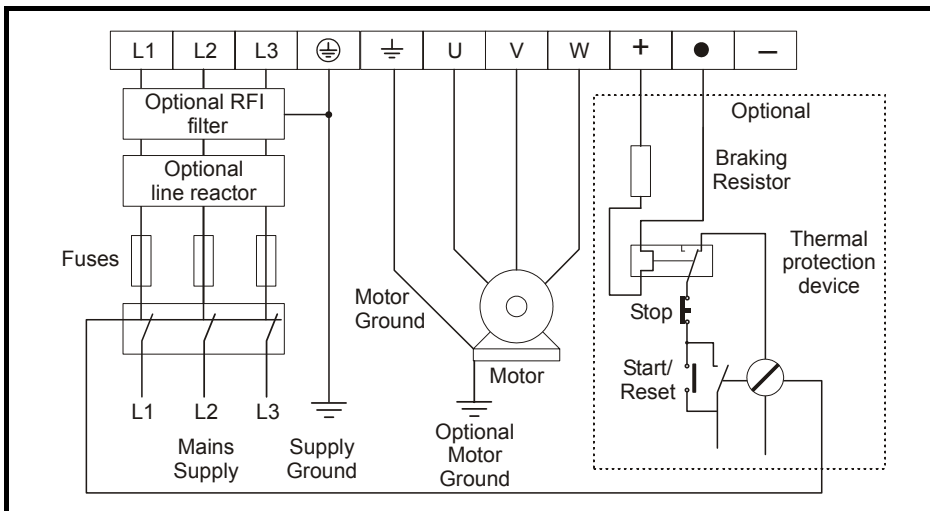 L1 L2 L3 U V W + ● −
Optional RFI
filter
Optional
line reactor
Fuses
L1 L2 L3
Mains
Supply
Supply
Ground
Motor
Ground
Motor
Optional
Motor
Ground
Optional
Braking
Resistor
Thermal
protection
device
Stop
Start/
Reset